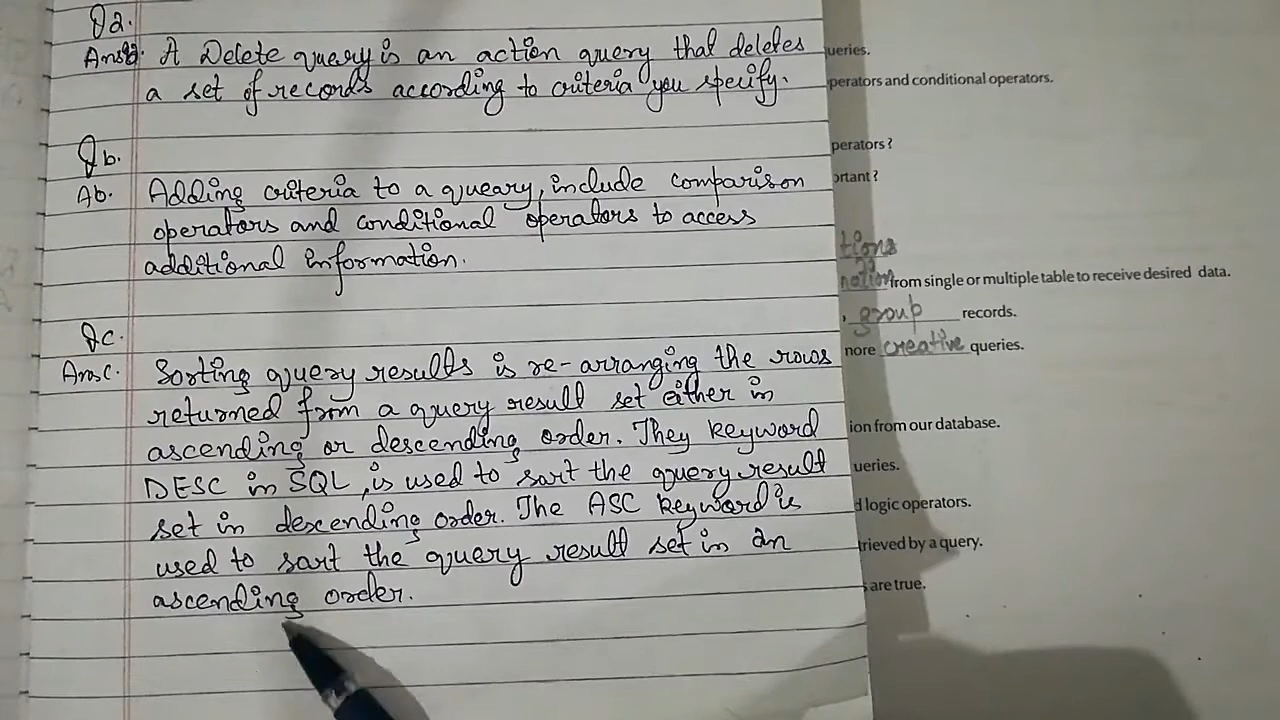 Qa.
Ansa. A Delete queary is an action query that deletes
a set of records according to criteria you specify.
Qb.
Ab. Adding criteria to a queary, include comparison
operators and conditional operators to access
additional information.
Qc.
Ansc. Sorting query results is re-arranging the rows
returned from a query result set either in
ascending or descending order. They keyword
DESC in SQL, is used to sart the query result
set in descending order. The ASC keyword is
used to sart the query result set in an
ascending order.
ueries.
perators and conditional operators.
perators?
ortant?
tions
from single or multiple table to receive desired data.
, group records.
nore creative queries.
ion from our database.
ueries.
d logic operators.
trieved by a query.
s are true.